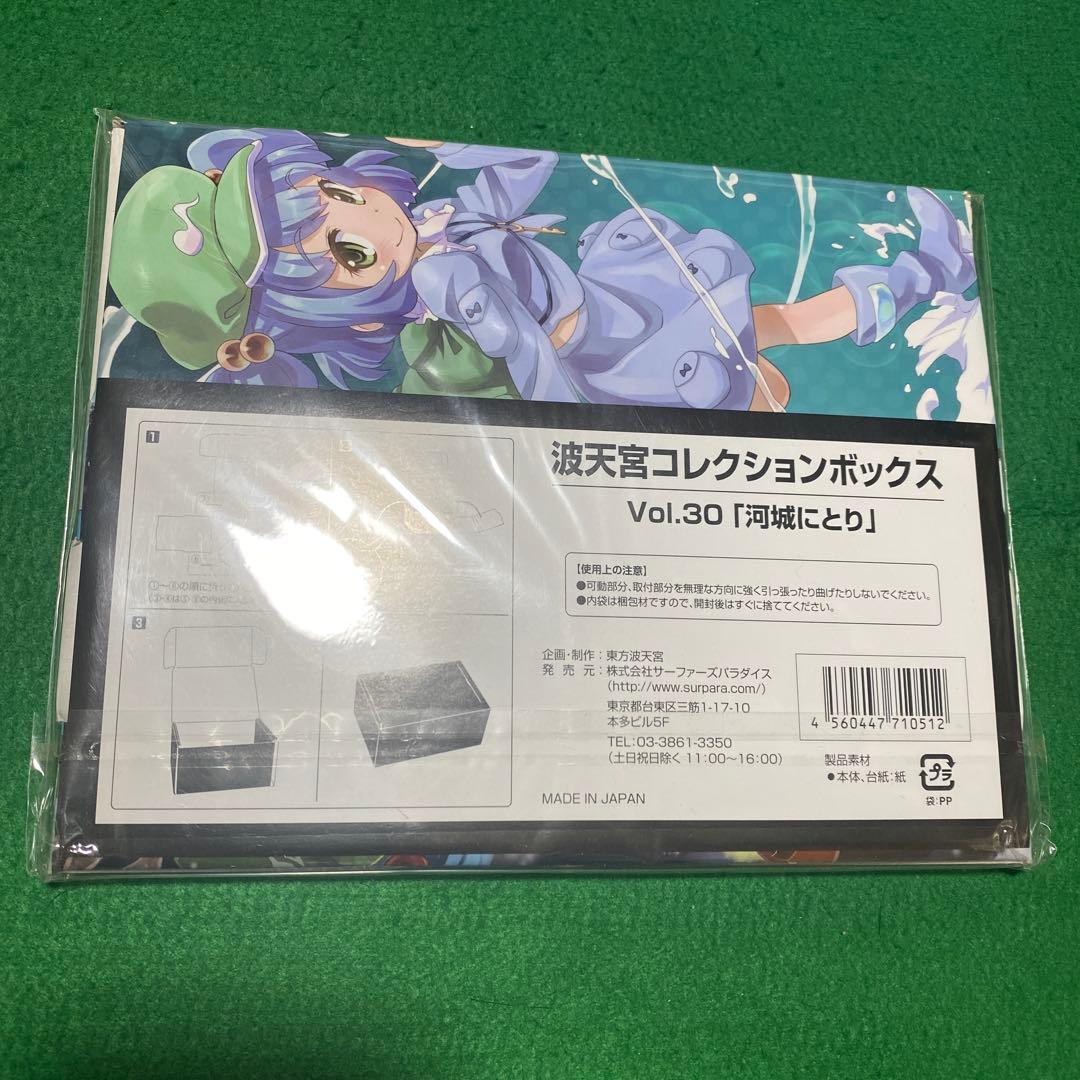 波天宮コレクションボックス
Vol.30「河城にとり」
【使用上の注意】
●可動部分、取付部分を無理な方向に強く引っ張ったり曲げたりしないでください。
●内袋は梱包材ですので、開封後はすぐに捨ててください。
企画・制作：東方波天宮
発 売 元：株式会社サーファーズパラダイス
（http://www.surpara.com/）
東京都台東区三筋1-17-10
本多ビル5F
TEL:03-3861-3350
（土日祝日除く 11:00～16:00）
MADE IN JAPAN
4 560447 710512
製品素材
●本体、台紙：紙
プラ
袋：PP
1
①～⑥の順に折
3